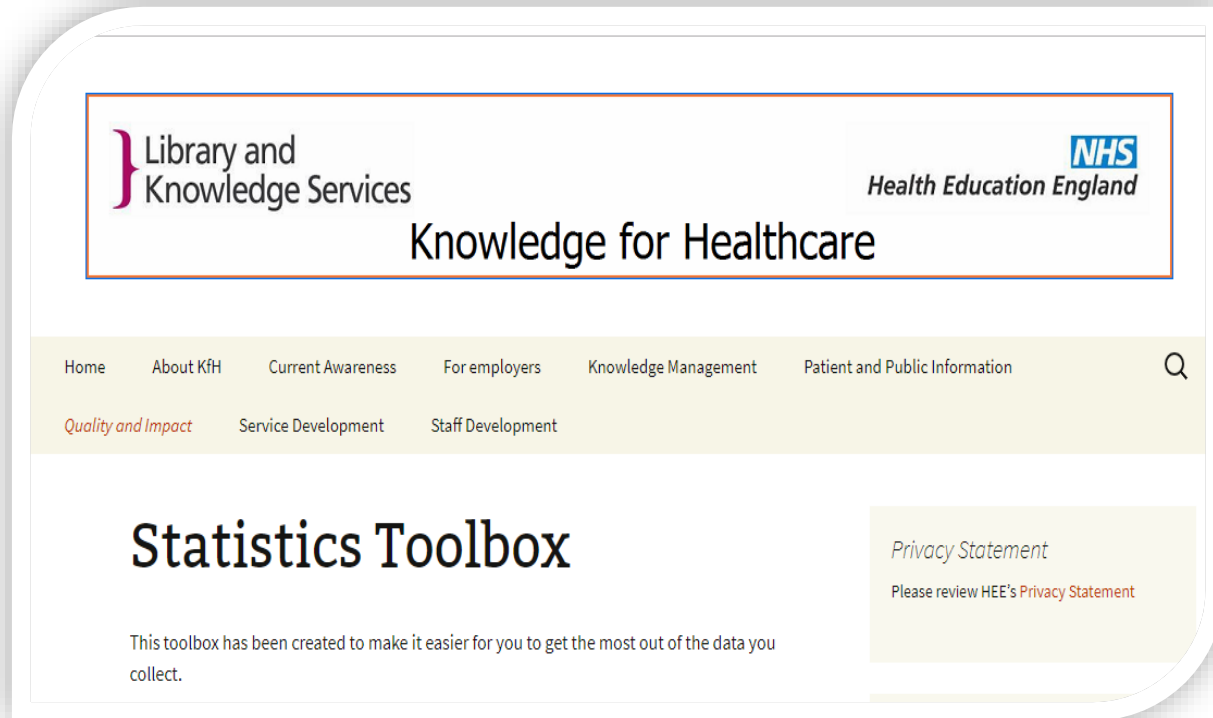 Library and
Knowledge Services
NHS
Health Education England
Knowledge for Healthcare
Home About KfH Current Awareness For employers Knowledge Management Patient and Public Information
Quality and Impact Service Development Staff Development
Statistics Toolbox
Privacy Statement
Please review HEE's Privacy Statement
This toolbox has been created to make it easier for you to get the most out of the data you
collect.